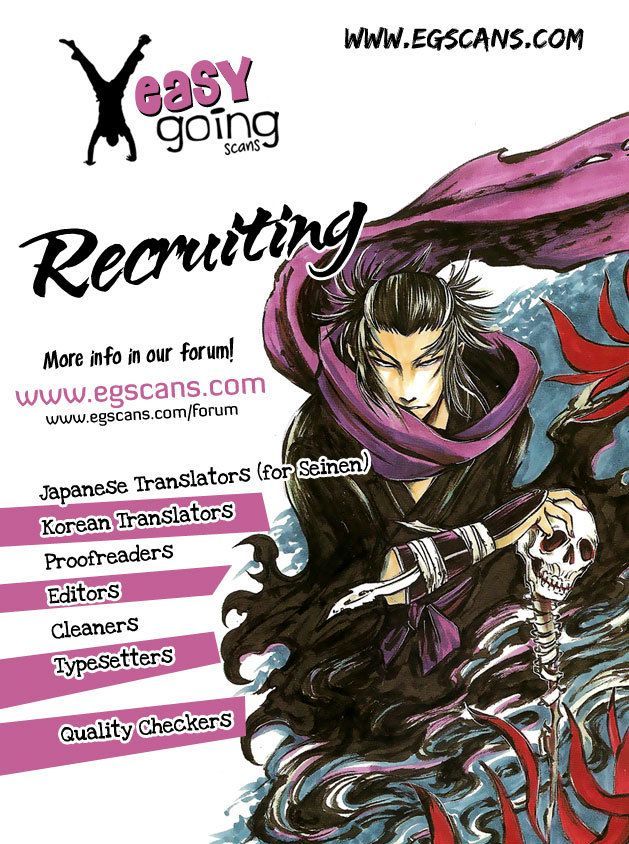 www.egscans.com
easy
going
scans
Recruiting
More info in our forum!
www.egscans.com
www.egscans.com/forum
Japanese Translators (for Seinen)
Korean Translators
Proofreaders
Editors
Cleaners
Typesetters
Quality Checkers